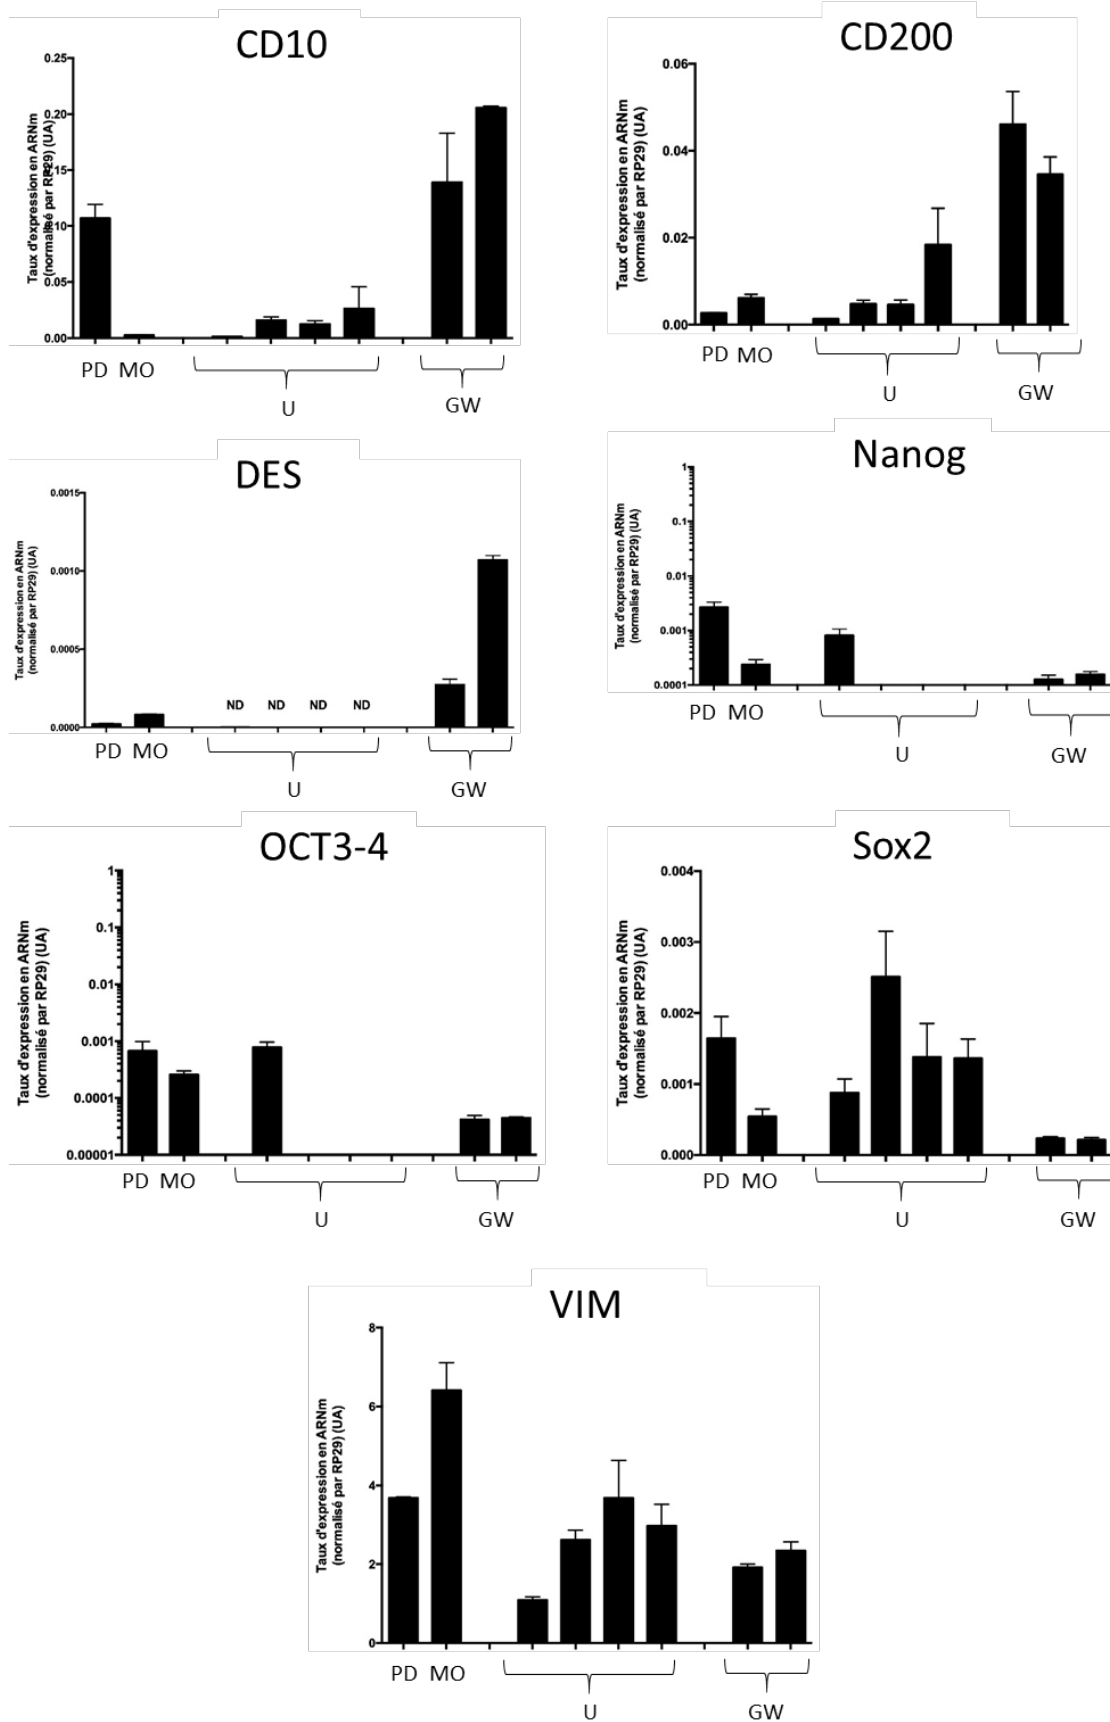 CD10
Taux d'expression en ARNm
(normalisé par RP29) (UA)
0.25
0.20
0.15
0.10
0.05
0.00
PD MO
U
GW
CD200
Taux d'expression en ARNm
(normalisé par RP29) (UA)
0.06
0.04
0.02
0.00
PD MO
U
GW
DES
Taux d'expression en ARNm
(normalisé par RP29) (UA)
0.0015
0.0010
0.0005
0.0000
ND ND ND ND
PD MO
U
GW
Nanog
Taux d'expression en ARNm
(normalisé par RP29) (UA)
1
0.1
0.01
0.001
0.0001
PD MO
U
GW
OCT3-4
Taux d'expression en ARNm
(normalisé par RP29) (UA)
1
0.1
0.01
0.001
0.0001
0.00001
PD MO
U
GW
Sox2
Taux d'expression en ARNm
(normalisé par RP29) (UA)
0.004
0.003
0.002
0.001
0.000
PD MO
U
GW
VIM
Taux d'expression en ARNm
(normalisé par RP29) (UA)
8
6
4
2
0
PD MO
U
GW